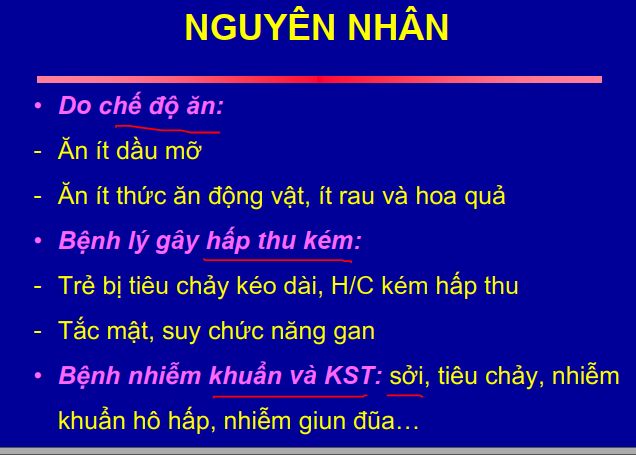 NGUYÊN NHÂN
• Do chế độ ăn:
- Ăn ít dầu mỡ
- Ăn ít thức ăn động vật, ít rau và hoa quả
• Bệnh lý gây hấp thu kém:
- Trẻ bị tiêu chảy kéo dài, H/C kém hấp thu
- Tắc mật, suy chức năng gan
• Bệnh nhiễm khuẩn và KST: sởi, tiêu chảy, nhiễm
khuẩn hô hấp, nhiễm giun đũa…